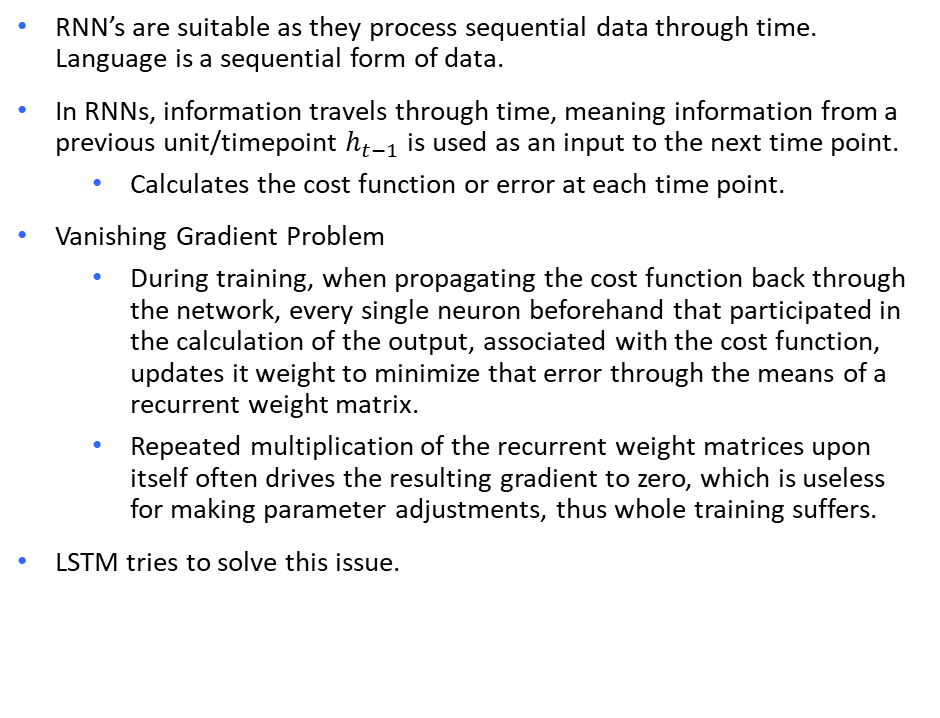 • RNN’s are suitable as they process sequential data through time.
Language is a sequential form of data.
• In RNNs, information travels through time, meaning information from a
previous unit/timepoint hₜ₋₁ is used as an input to the next time point.
• Calculates the cost function or error at each time point.
• Vanishing Gradient Problem
• During training, when propagating the cost function back through
the network, every single neuron beforehand that participated in
the calculation of the output, associated with the cost function,
updates it weight to minimize that error through the means of a
recurrent weight matrix.
• Repeated multiplication of the recurrent weight matrices upon
itself often drives the resulting gradient to zero, which is useless
for making parameter adjustments, thus whole training suffers.
• LSTM tries to solve this issue.